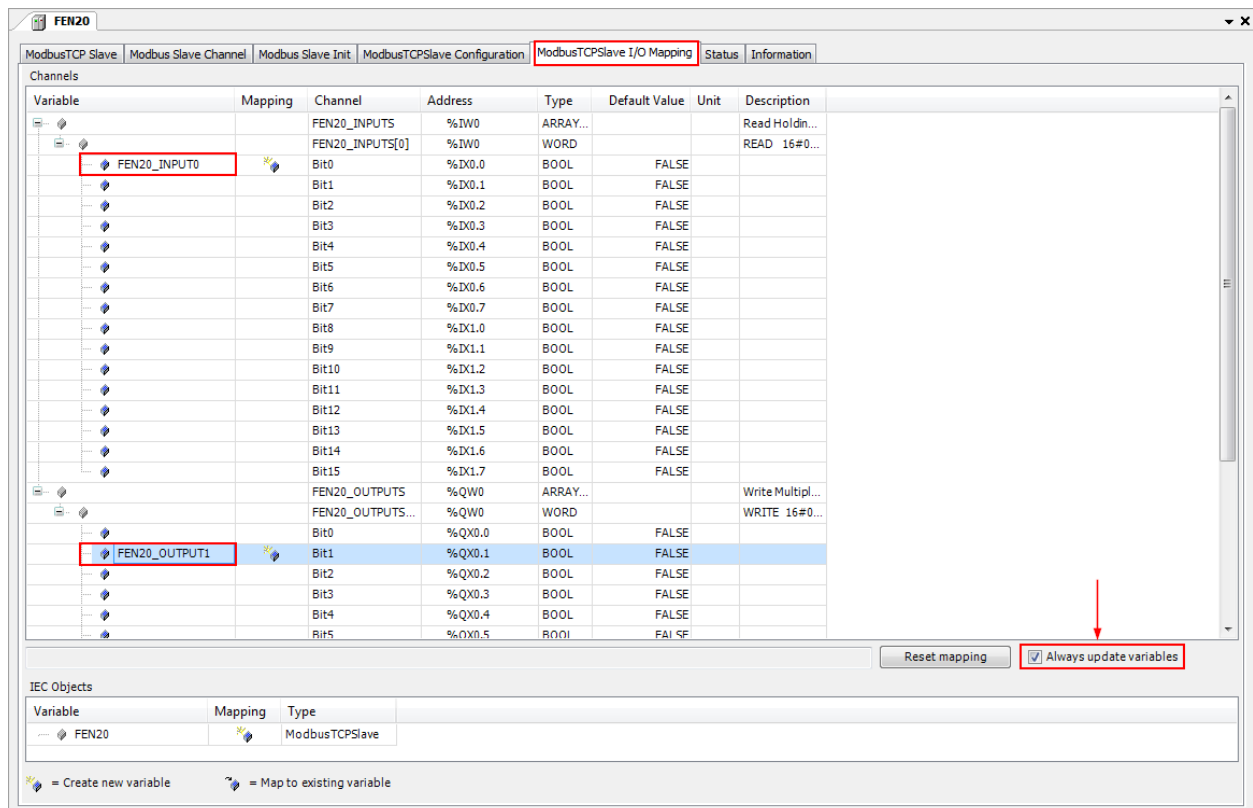 FEN20
ModbusTCP Slave Modbus Slave Channel Modbus Slave Init ModbusTCPSlave Configuration ModbusTCPSlave I/O Mapping Status Information
Channels
Variable Mapping Channel Address Type Default Value Unit Description
FEN20_INPUTS %IW0 ARRAY... Read Holdin...
FEN20_INPUTS[0] %IW0 WORD READ 16#0...
FEN20_INPUT0 Bit0 %IX0.0 BOOL FALSE
Bit1 %IX0.1 BOOL FALSE
Bit2 %IX0.2 BOOL FALSE
Bit3 %IX0.3 BOOL FALSE
Bit4 %IX0.4 BOOL FALSE
Bit5 %IX0.5 BOOL FALSE
Bit6 %IX0.6 BOOL FALSE
Bit7 %IX0.7 BOOL FALSE
Bit8 %IX1.0 BOOL FALSE
Bit9 %IX1.1 BOOL FALSE
Bit10 %IX1.2 BOOL FALSE
Bit11 %IX1.3 BOOL FALSE
Bit12 %IX1.4 BOOL FALSE
Bit13 %IX1.5 BOOL FALSE
Bit14 %IX1.6 BOOL FALSE
Bit15 %IX1.7 BOOL FALSE
FEN20_OUTPUTS %QW0 ARRAY... Write Multipl...
FEN20_OUTPUTS... %QW0 WORD WRITE 16#0...
Bit0 %QX0.0 BOOL FALSE
FEN20_OUTPUT1 Bit1 %QX0.1 BOOL FALSE
Bit2 %QX0.2 BOOL FALSE
Bit3 %QX0.3 BOOL FALSE
Bit4 %QX0.4 BOOL FALSE
Bit5 %QX0.5 BOOL FALSE
Reset mapping Always update variables
IEC Objects
Variable Mapping Type
FEN20 ModbusTCPSlave
= Create new variable = Map to existing variable